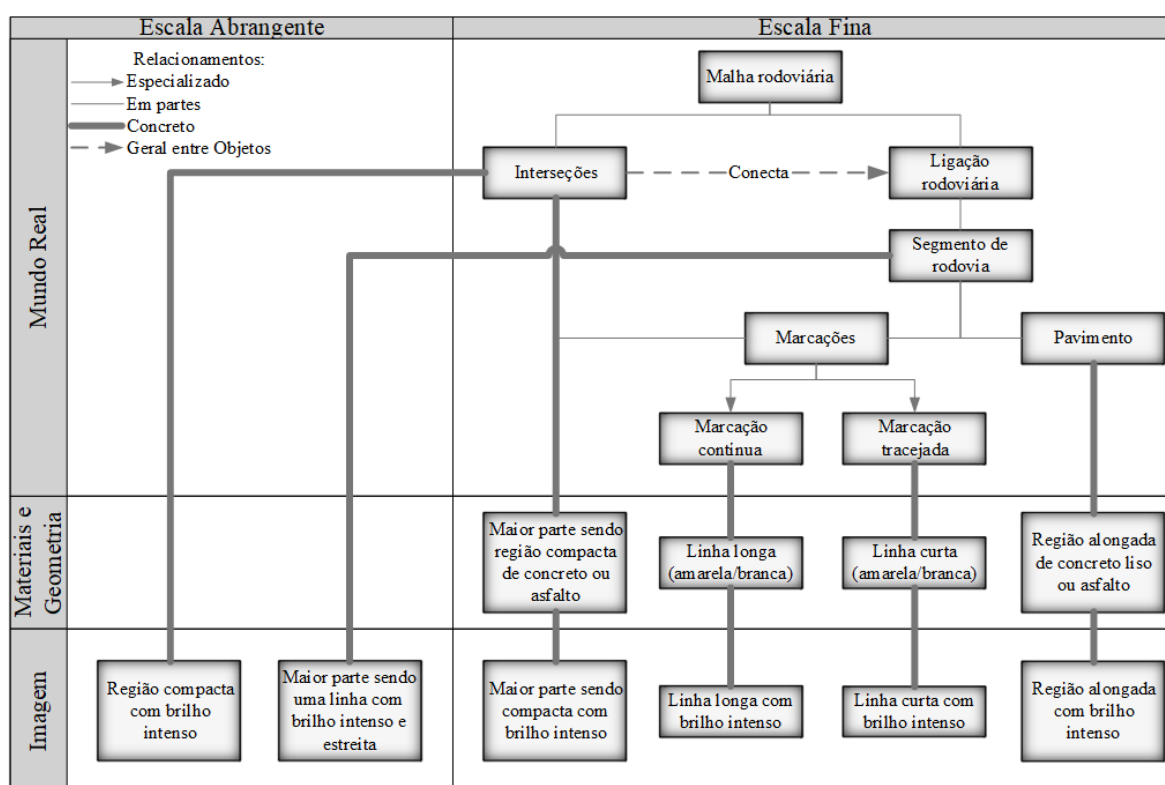 Escala Abrangente
Escala Fina
Mundo Real
Relacionamentos:
Especializado
Em partes
Concreto
Geral entre Objetos
Malha rodoviária
Interseções
Conecta
Ligação
rodoviária
Segmento de
rodovia
Marcações
Pavimento
Marcação
contínua
Marcação
tracejada
Materiais e
Geometria
Maior parte sendo
região compacta
de concreto ou
asfalto
Linha longa
(amarela/branca)
Linha curta
(amarela/branca)
Região alongada
de concreto liso
ou asfalto
Imagem
Região compacta
com brilho
intenso
Maior parte sendo
uma linha com
brilho intenso e
estreita
Maior parte sendo
compacta com
brilho intenso
Linha longa com
brilho intenso
Linha curta com
brilho intenso
Região alongada
com brilho
intenso